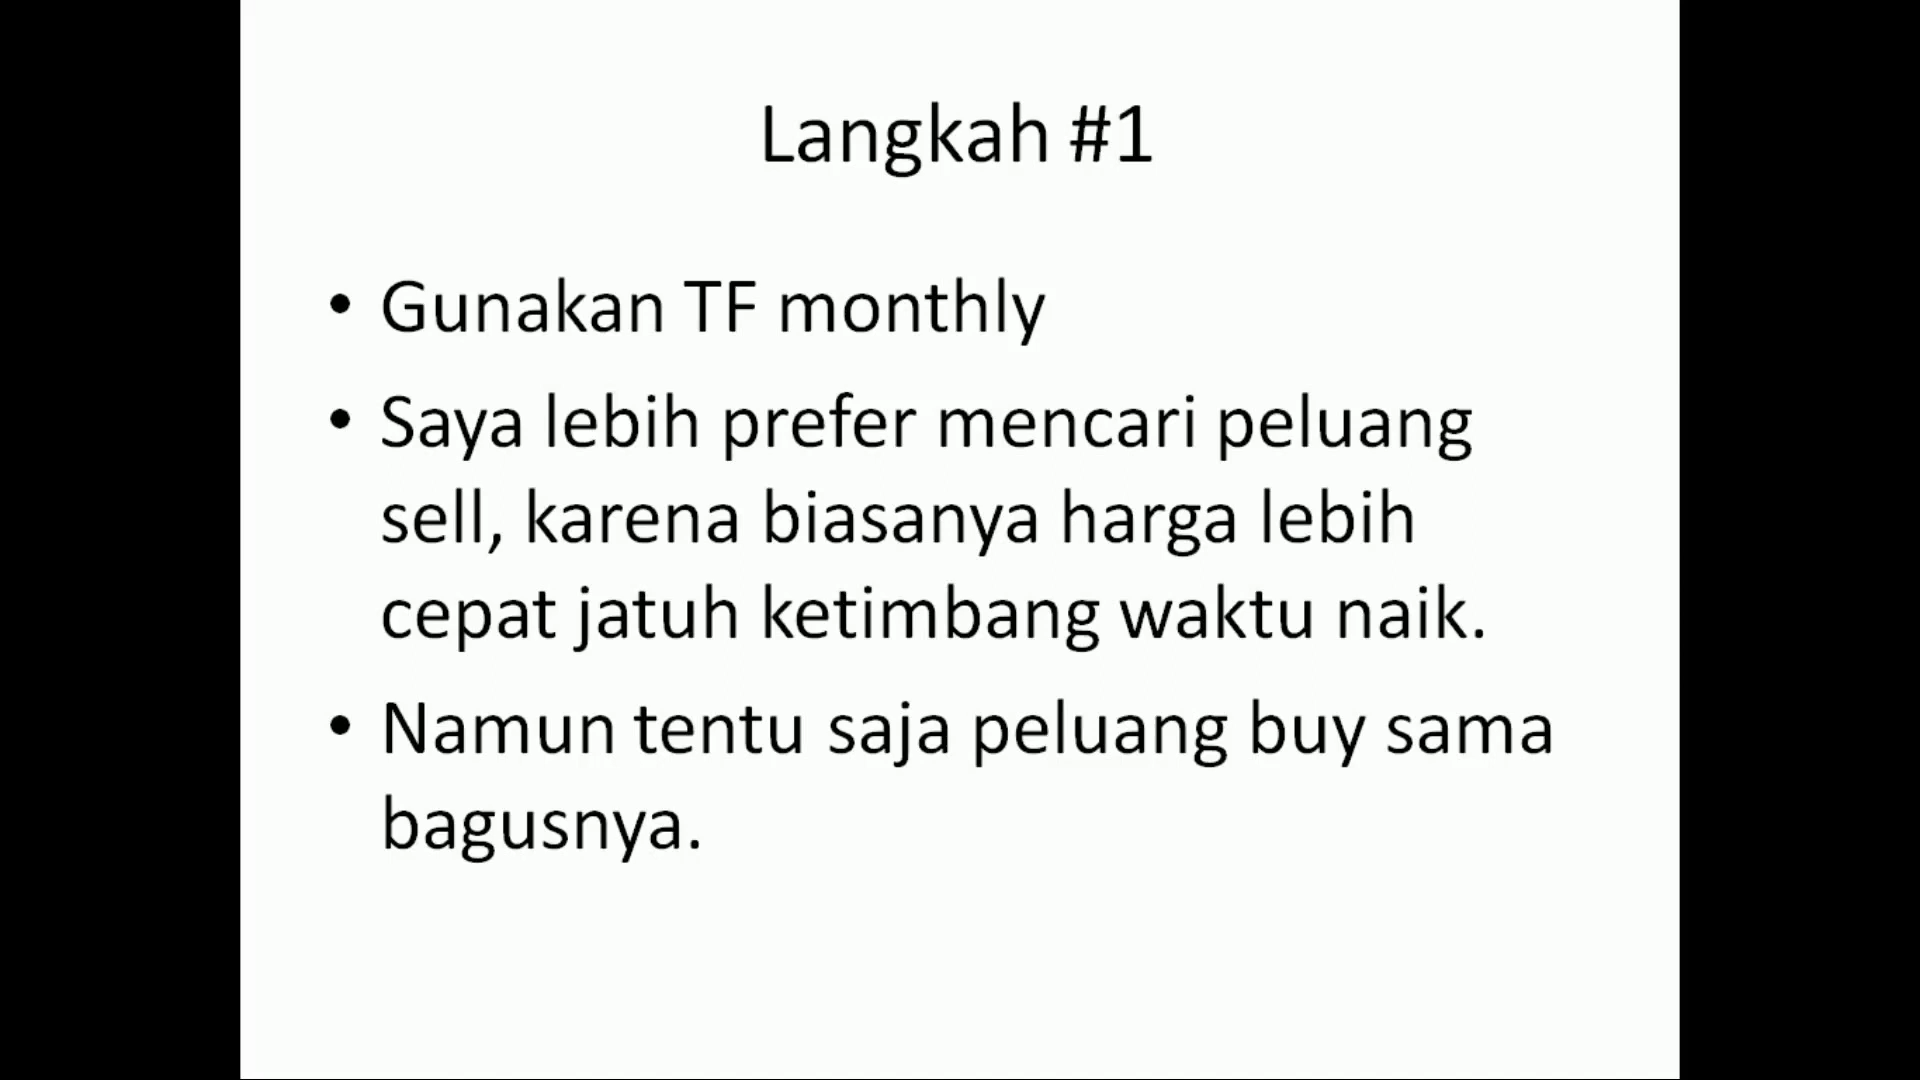 Langkah #1
• Gunakan TF monthly
• Saya lebih prefer mencari peluang
sell, karena biasanya harga lebih
cepat jatuh ketimbang waktu naik.
• Namun tentu saja peluang buy sama
bagusnya.